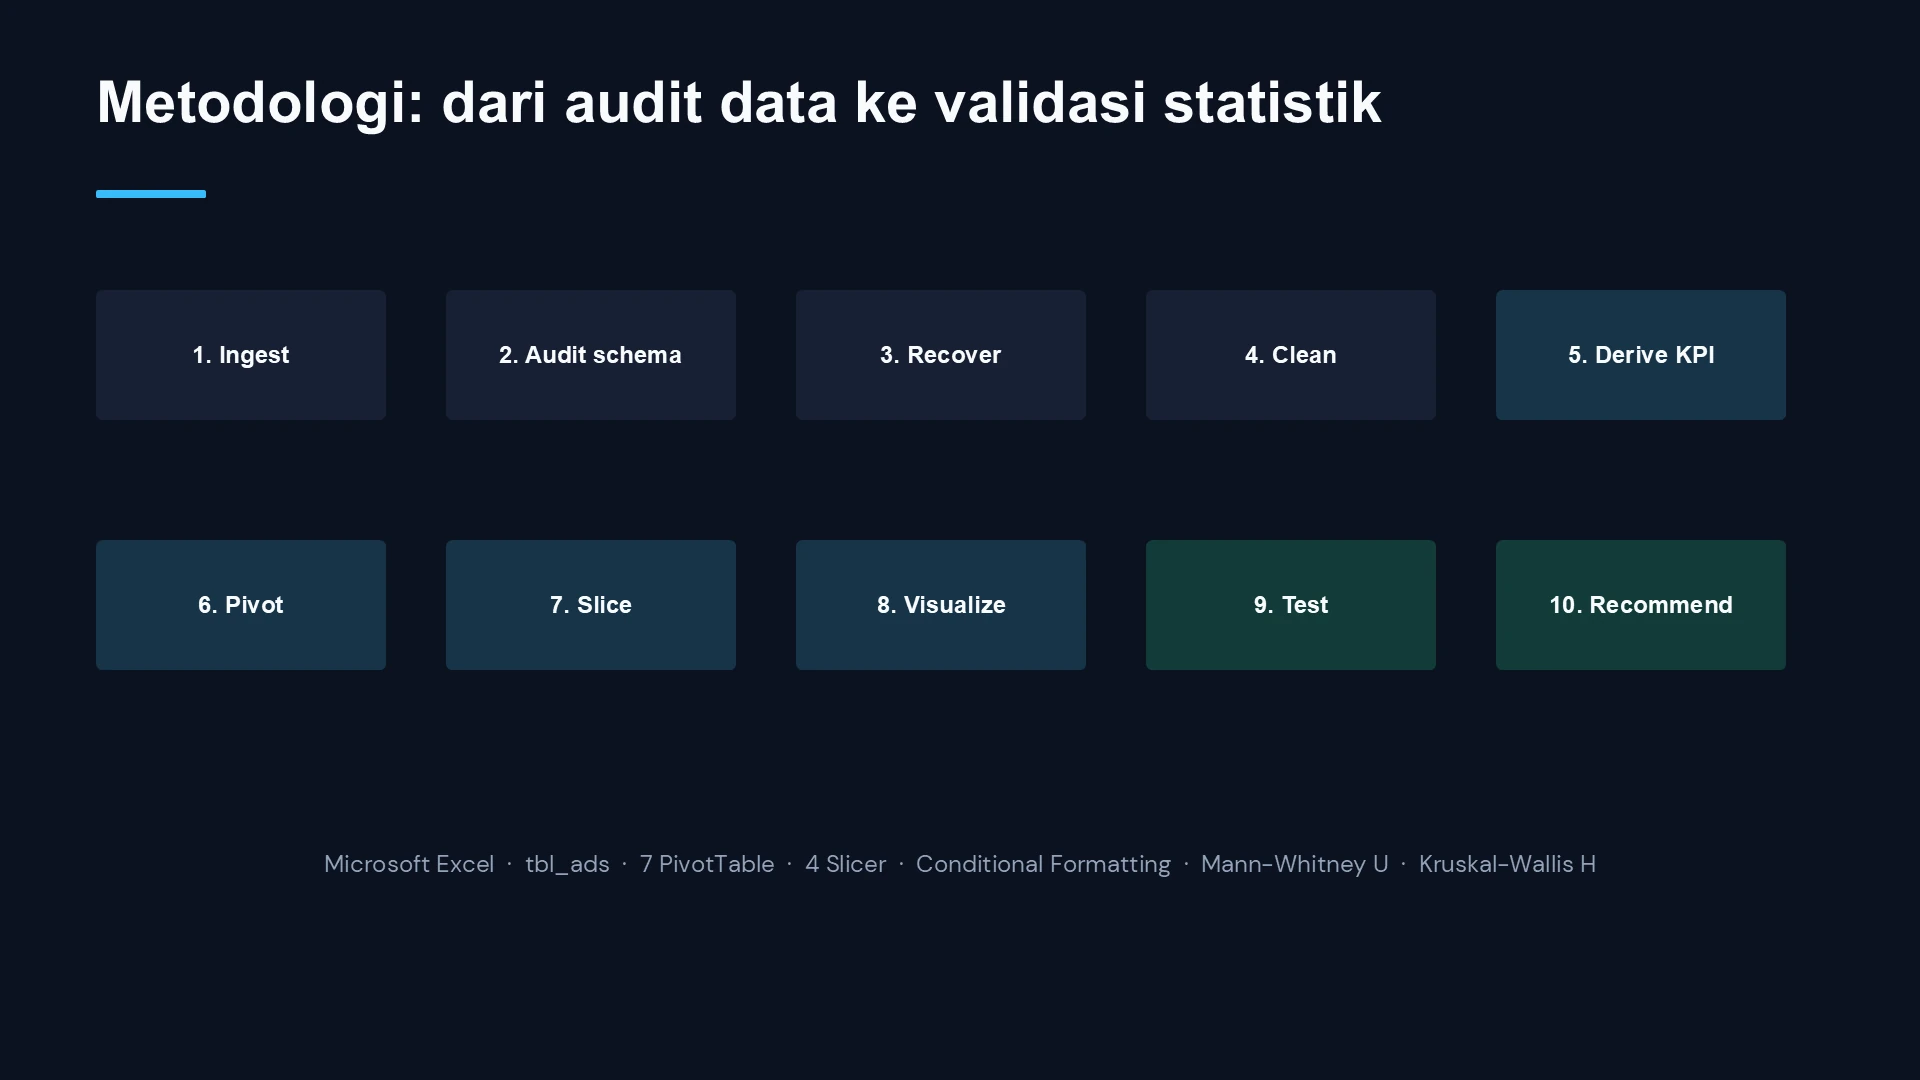 Metodologi: dari audit data ke validasi statistik
1. Ingest
2. Audit schema
3. Recover
4. Clean
5. Derive KPI
6. Pivot
7. Slice
8. Visualize
9. Test
10. Recommend
Microsoft Excel · tbl_ads · 7 PivotTable · 4 Slicer · Conditional Formatting · Mann-Whitney U · Kruskal-Wallis H